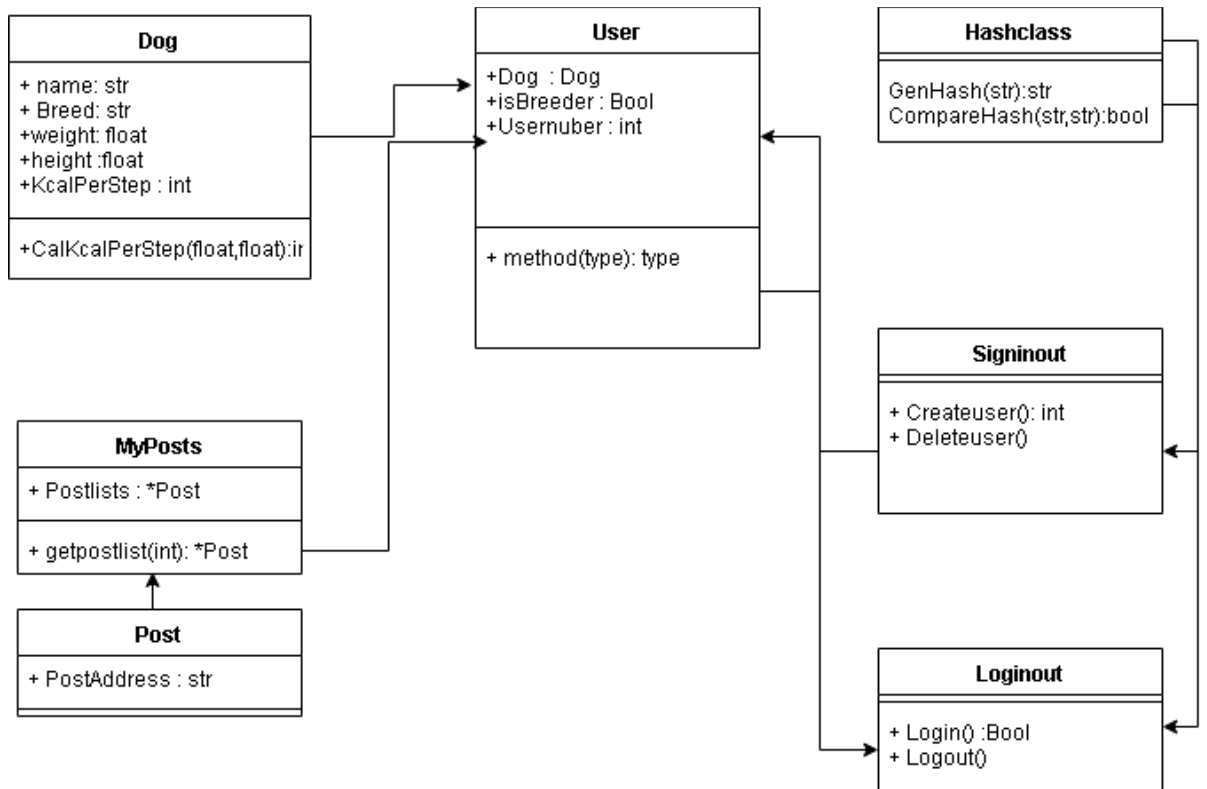 Dog
+ name: str
+ Breed: str
+weight: float
+height :float
+KcalPerStep : int
+CalKcalPerStep(float,float):ir
User
+Dog : Dog
+isBreeder : Bool
+Usernuber : int
+ method(type): type
Hashclass
GenHash(str):str
CompareHash(str,str):bool
Signinout
+ Createuser(): int
+ Deleteuser()
MyPosts
+ Postlists : *Post
+ getpostlist(int): *Post
Post
+ PostAddress : str
Loginout
+ Login() :Bool
+ Logout()